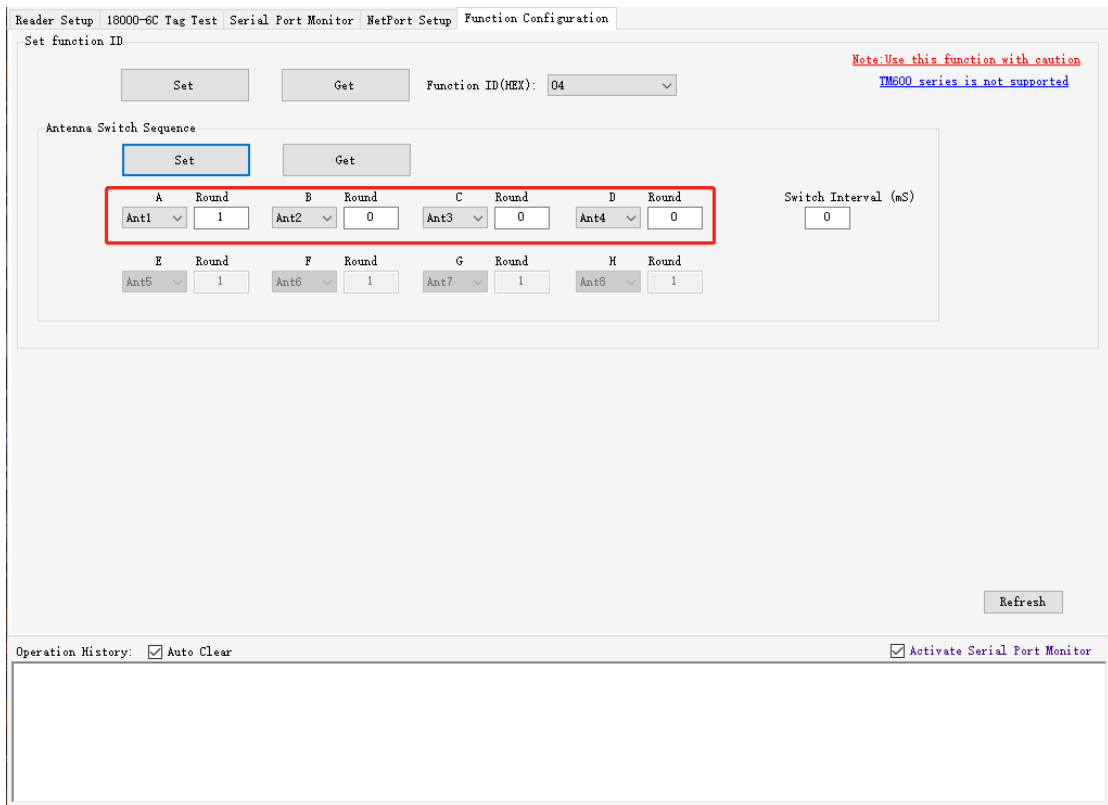 Reader Setup 18000-6C Tag Test Serial Port Monitor NetPort Setup Function Configuration
Set function ID
Note:Use this function with caution
Set Get Function ID(HEX): 04 TM600 series is not supported
Antenna Switch Sequence
Set Get
A Round B Round C Round D Round Switch Interval (mS)
Ant1 1 Ant2 0 Ant3 0 Ant4 0 0
E Round F Round G Round H Round
Ant5 1 Ant6 1 Ant7 1 Ant8 1
Refresh
Operation History: Auto Clear Activate Serial Port Monitor